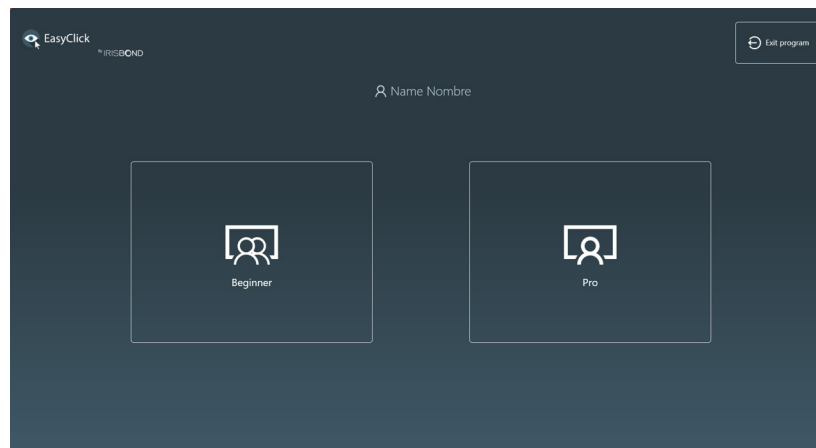 EasyClick
By IRISBOND
Exit program
Name Nombre
Beginner
Pro